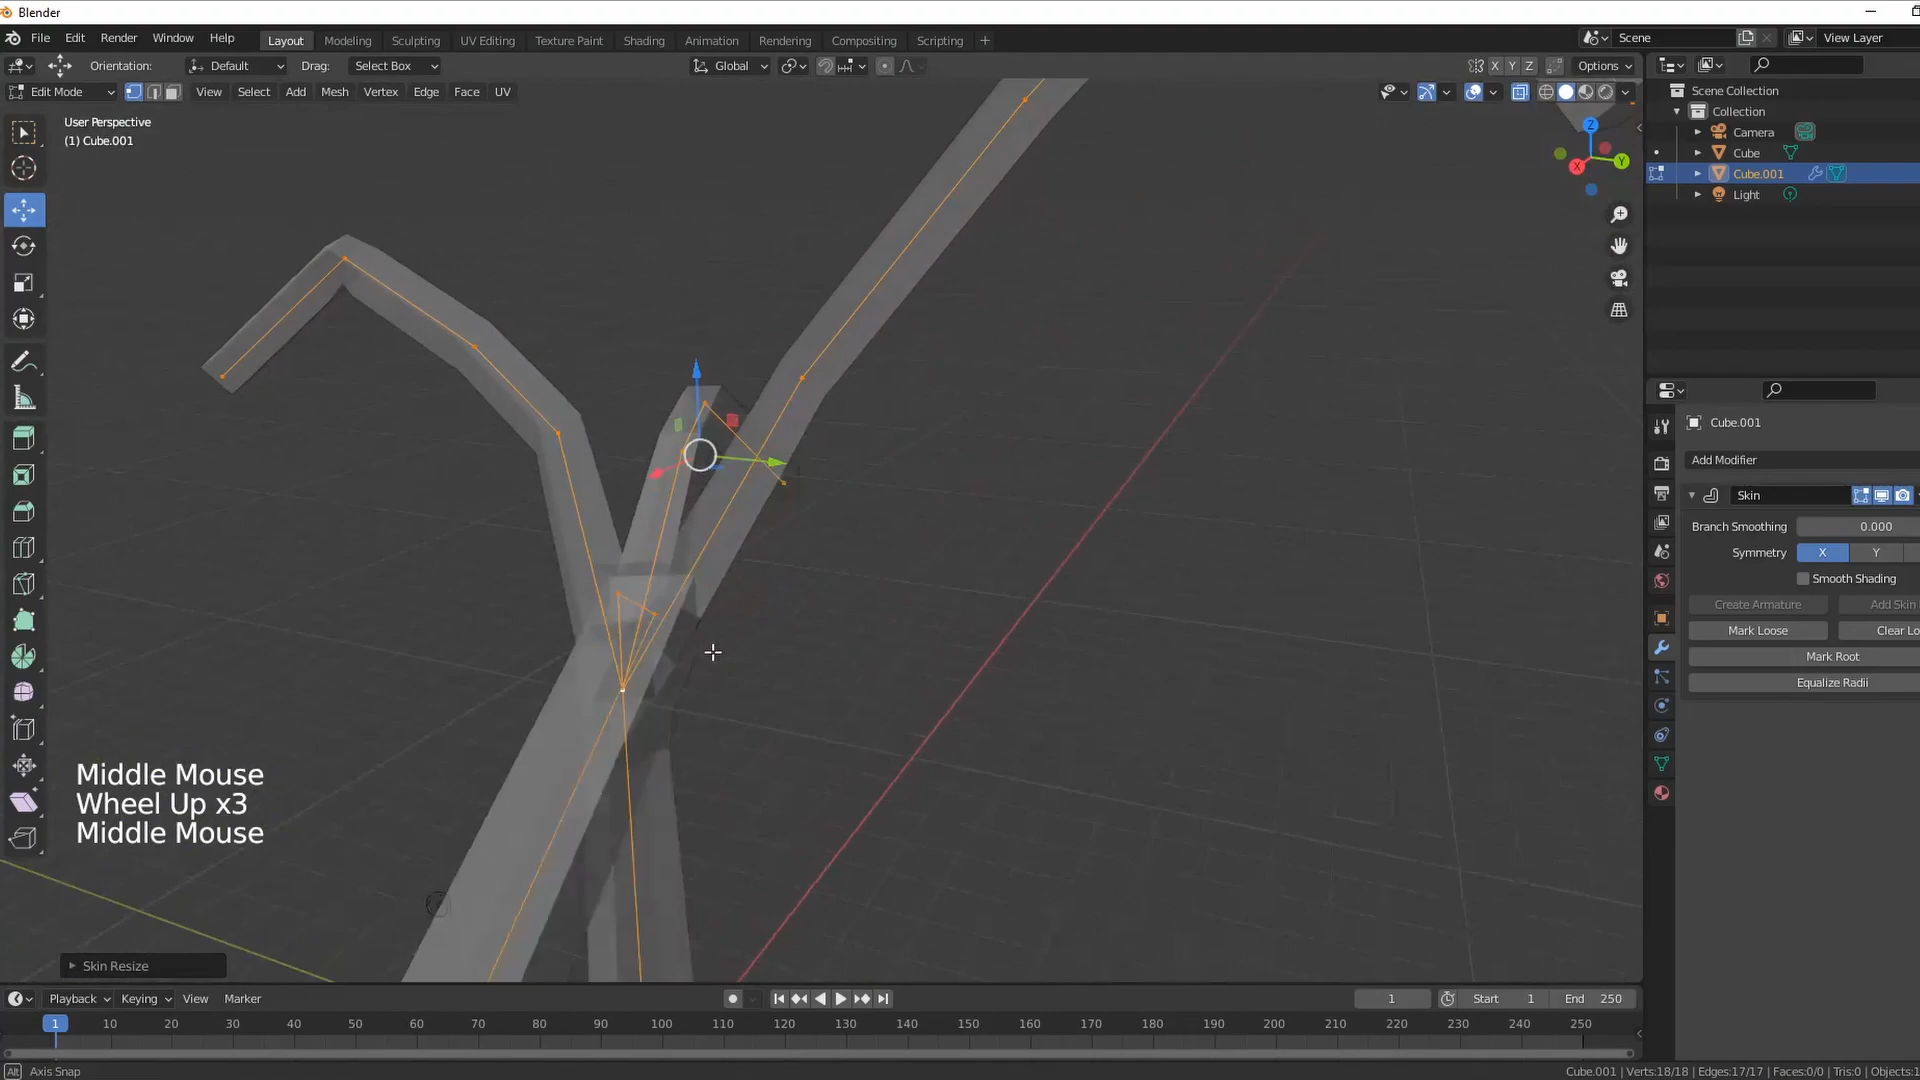 Blender
File Edit Render Window Help Layout Modeling Sculpting UV Editing Texture Paint Shading Animation Rendering Compositing Scripting + Scene View Layer
Orientation: Default Drag: Select Box Global X Y Z Options
Edit Mode View Select Add Mesh Vertex Edge Face UV
Scene Collection
Collection
Camera
Cube
Cube.001
Light
User Perspective
(1) Cube.001
Z
Y
X
Cube.001
Add Modifier
Skin
Branch Smoothing 0.000
Symmetry X Y
Smooth Shading
Create Armature Add Skin
Mark Loose Clear Lo
Mark Root
Equalize Radii
Middle Mouse
Wheel Up x3
Middle Mouse
Skin Resize
Playback Keying View Marker 1 Start 1 End 250
1 10 20 30 40 50 60 70 80 90 100 110 120 130 140 150 160 170 180 190 200 210 220 230 240 250
Alt Axis Snap Cube.001 | Verts:18/18 | Edges:17/17 | Faces:0/0 | Tris:0 | Objects:1